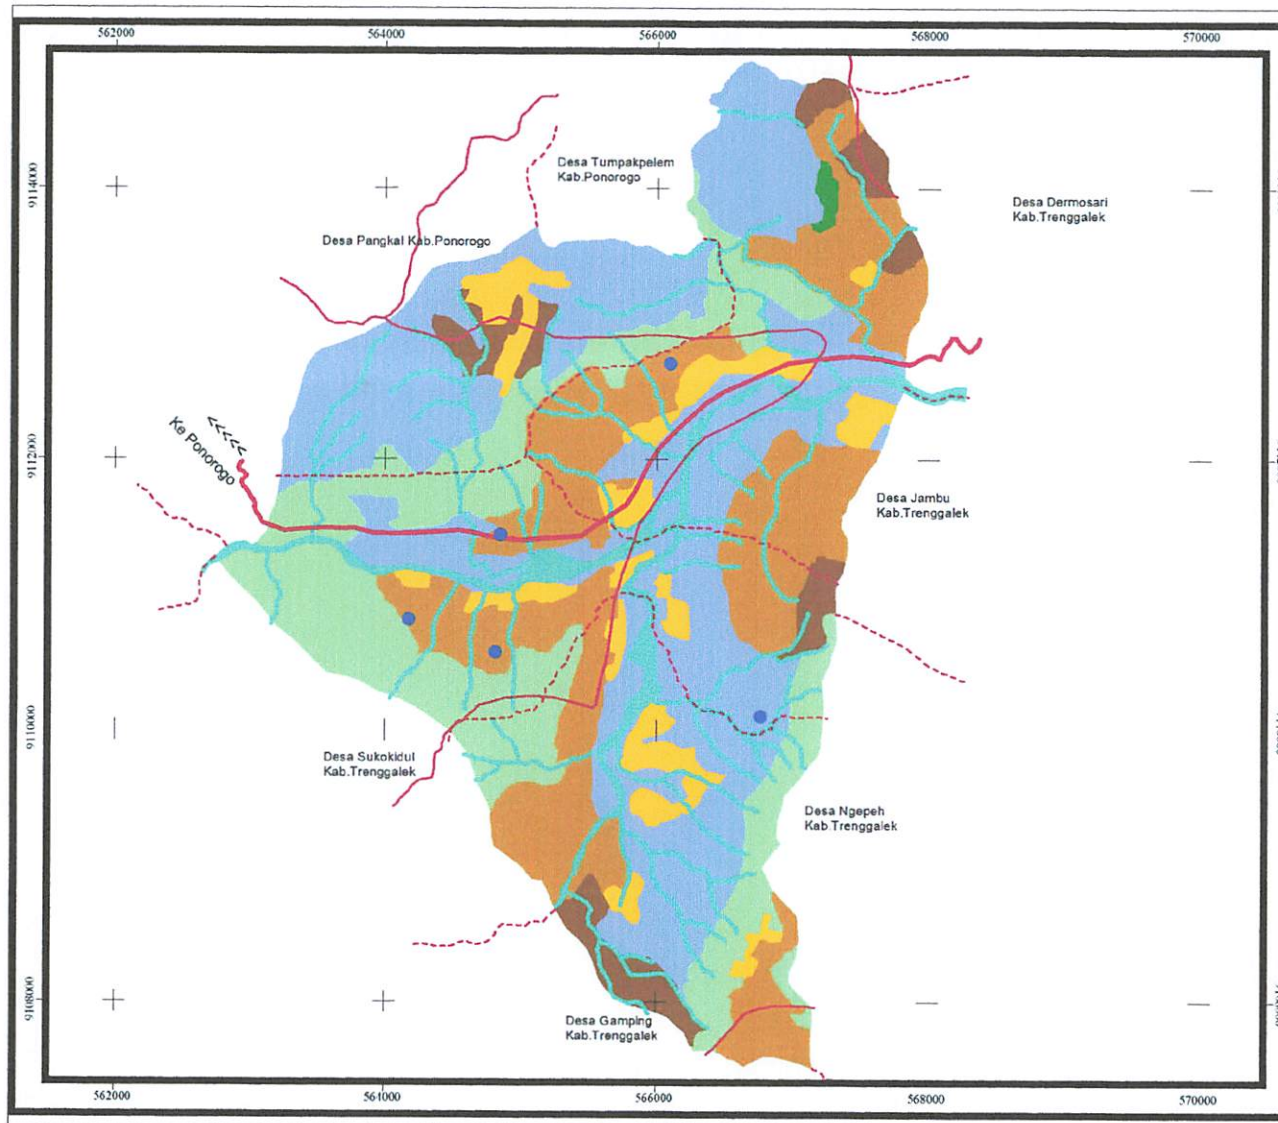 562000
564000
566000
568000
570000
9114000
Desa Tumpakpelem
Kab.Ponorogo
Desa Dermosari
Kab.Trenggalek
Desa Pangkal Kab.Ponorogo
<<<<<
Ke Ponorogo
9112000
Desa Jambu
Kab.Trenggalek
9110000
Desa Sukokidul
Kab.Trenggalek
Desa Ngepeh
Kab.Trenggalek
9108000
Desa Gamping
Kab.Trenggalek
562000
564000
566000
568000
570000